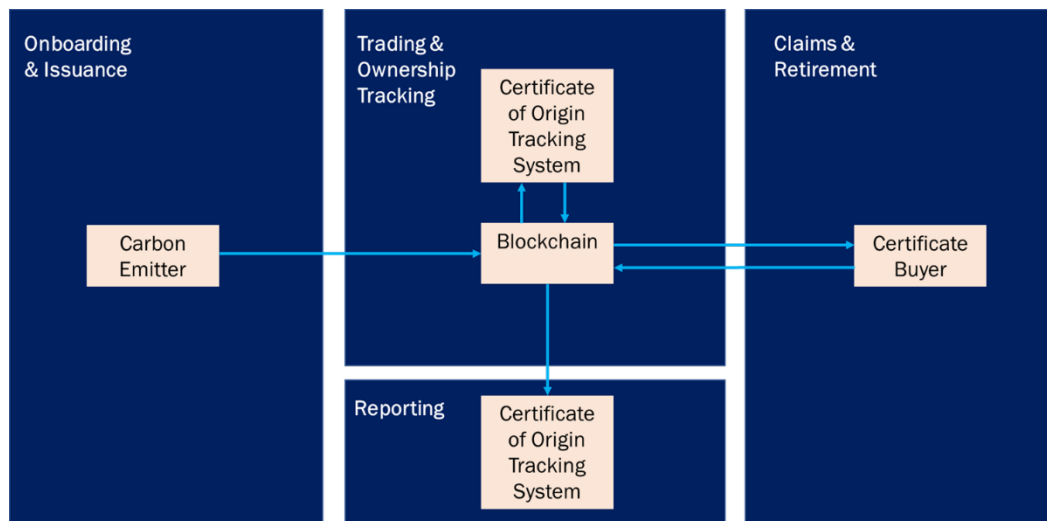 Onboarding
& Issuance
Trading &
Ownership
Tracking
Certificate
of Origin
Tracking
System
Claims &
Retirement
Carbon
Emitter
Blockchain
Certificate
Buyer
Reporting
Certificate
of Origin
Tracking
System